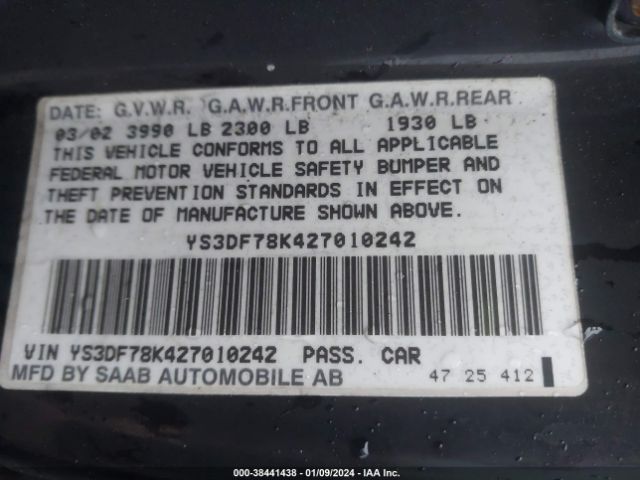 DATE: G.V.W.R. G.A.W.R.FRONT G.A.W.R.REAR
03/02 3990 LB 2300 LB 1930 LB
THIS VEHICLE CONFORMS TO ALL APPLICABLE
FEDERAL MOTOR VEHICLE SAFETY BUMPER AND
THEFT PREVENTION STANDARDS IN EFFECT ON
THE DATE OF MANUFACTURE SHOWN ABOVE.
YS3DF78K427010242
VIN YS3DF78K427010242 PASS. CAR
MFD BY SAAB AUTOMOBILE AB 47 25 412
000-38441438 - 01/09/2024 - IAA Inc.